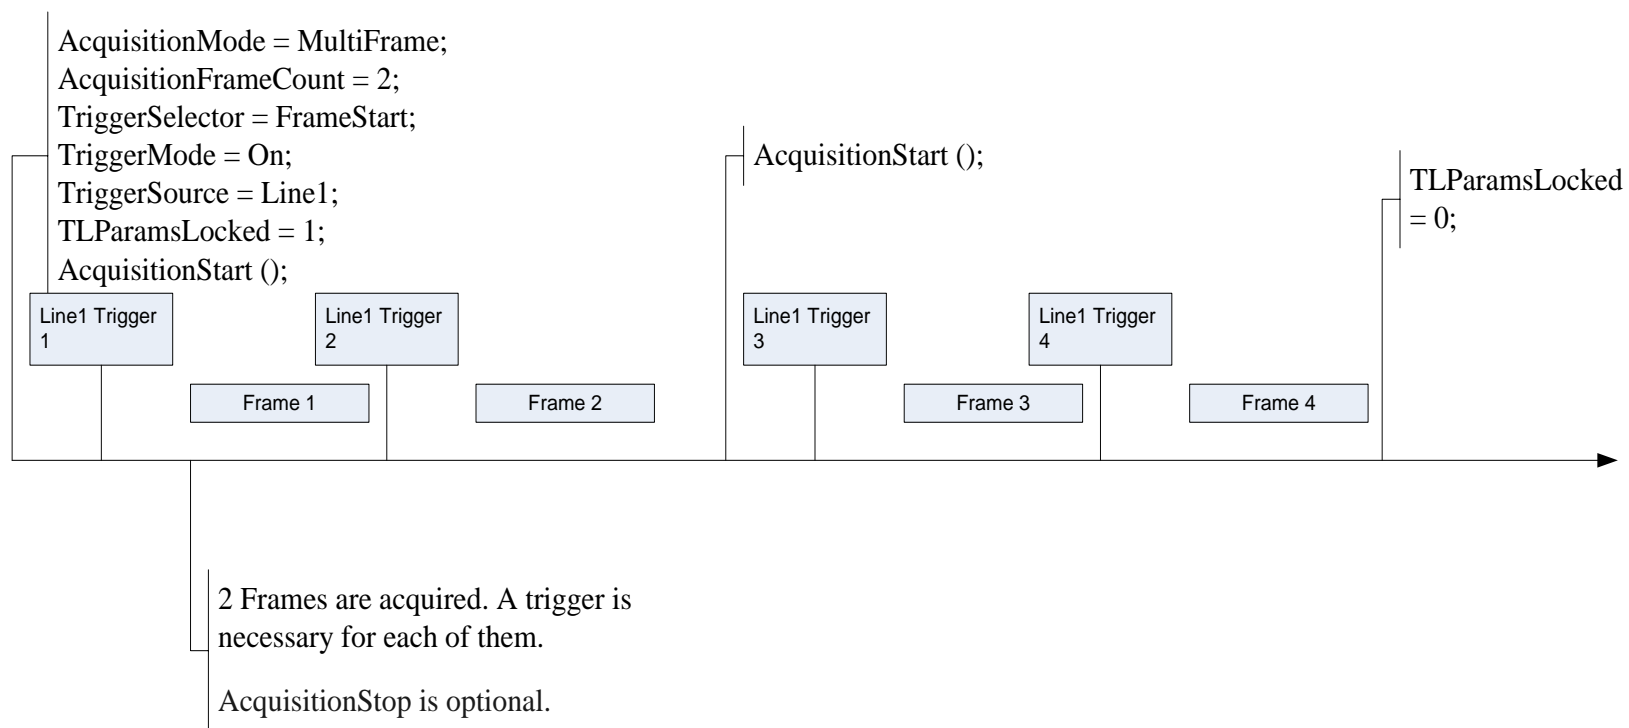 AcquisitionMode = MultiFrame;
AcquisitionFrameCount = 2;
TriggerSelector = FrameStart;
TriggerMode = On;
TriggerSource = Line1;
TLParamsLocked = 1;
AcquisitionStart ();
AcquisitionStart ();
TLParamsLocked
= 0;
Line1 Trigger
1
Line1 Trigger
2
Line1 Trigger
3
Line1 Trigger
4
Frame 1
Frame 2
Frame 3
Frame 4
2 Frames are acquired. A trigger is
necessary for each of them.
AcquisitionStop is optional.